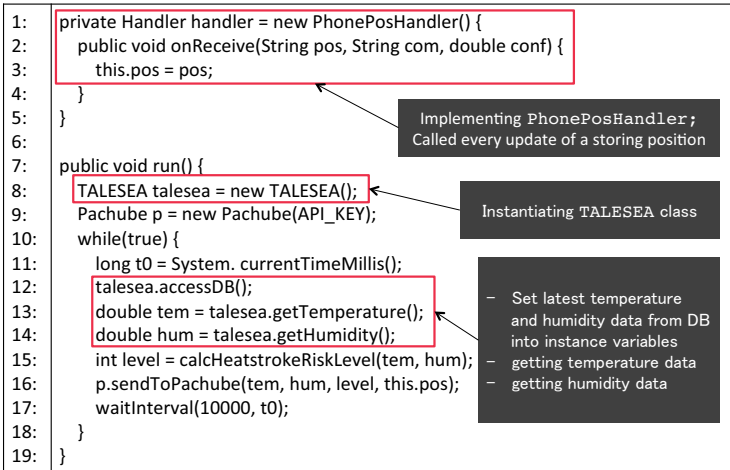 1: private Handler handler = new PhonePosHandler() {
2: public void onReceive(String pos, String com, double conf) {
3: this.pos = pos;
4: }
5: }
6:
7: public void run() {
8: TALESEA talesea = new TALESEA();
9: Pachube p = new Pachube(API_KEY);
10: while(true) {
11: long t0 = System. currentTimeMillis();
12: talesea.accessDB();
13: double tem = talesea.getTemperature();
14: double hum = talesea.getHumidity();
15: int level = calcHeatstrokeRiskLevel(tem, hum);
16: p.sendToPachube(tem, hum, level, this.pos);
17: waitInterval(10000, t0);
18: }
19: }
Implementing PhonePosHandler;
Called every update of a storing position
Instantiating TALESEA class
- Set latest temperature
and humidity data from DB
into instance variables
- getting temperature data
- getting humidity data